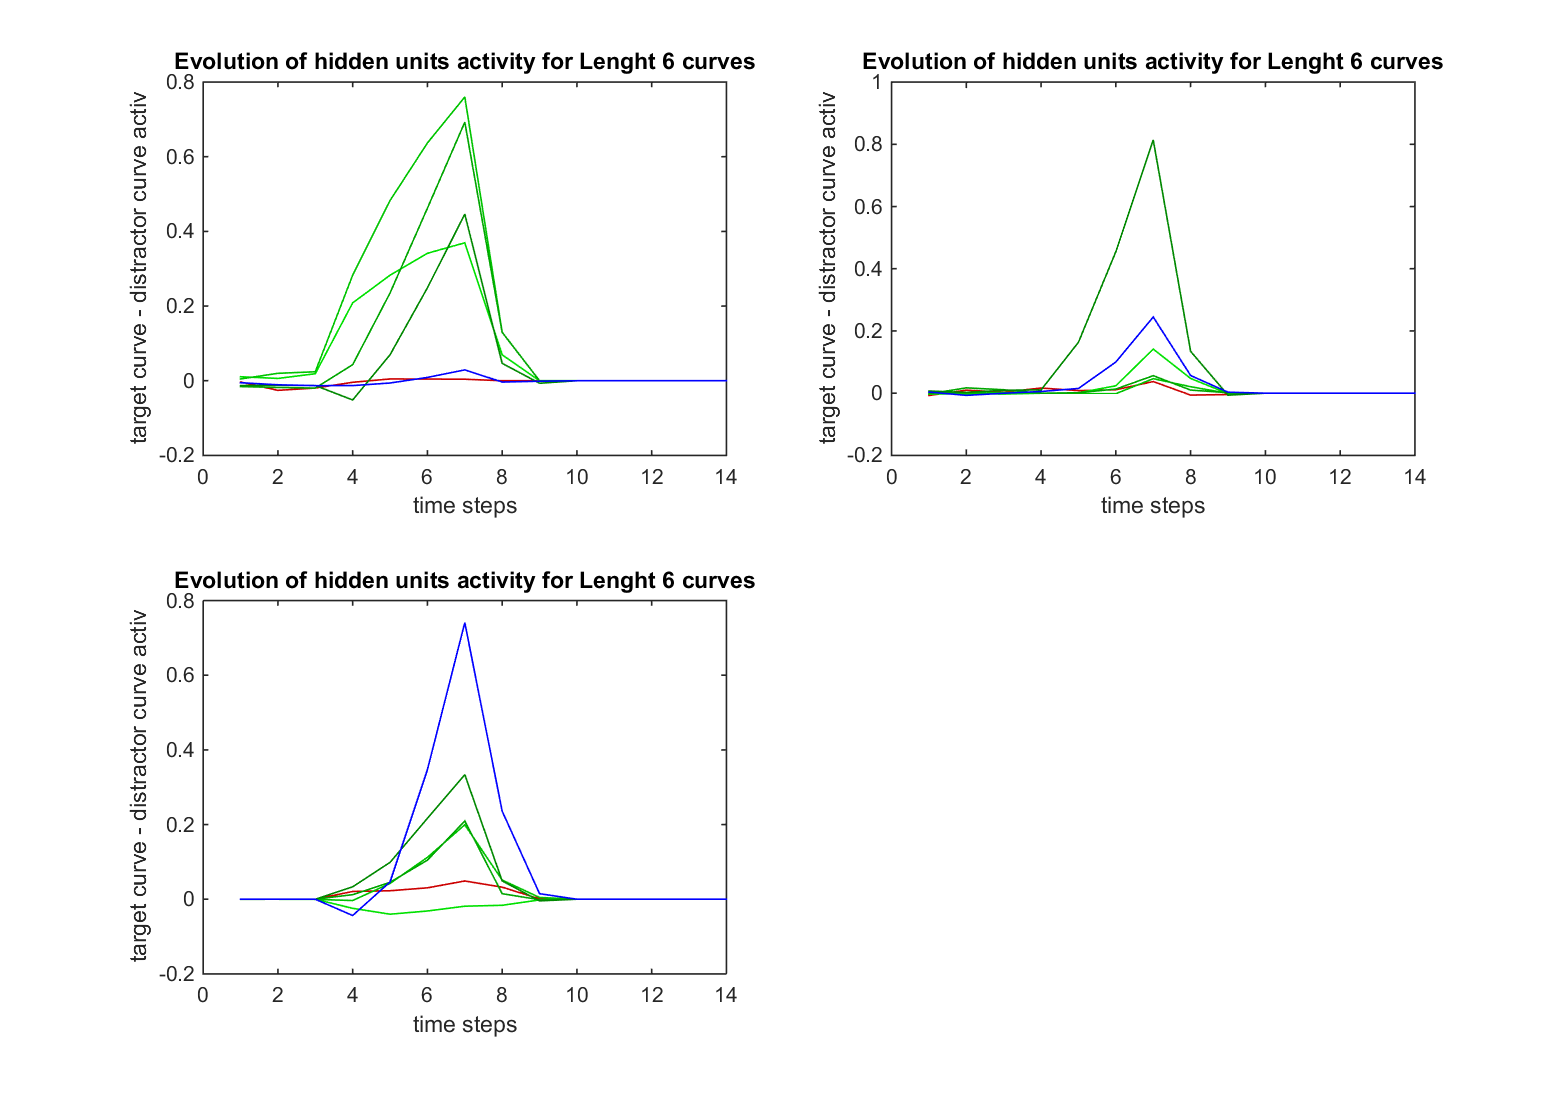 Evolution of hidden units activity for Lenght 6 curves
target curve - distractor curve activ
0.8
0.6
0.4
0.2
0
-0.2
0 2 4 6 8 10 12 14
time steps
Evolution of hidden units activity for Lenght 6 curves
target curve - distractor curve activ
1
0.8
0.6
0.4
0.2
0
-0.2
0 2 4 6 8 10 12 14
time steps
Evolution of hidden units activity for Lenght 6 curves
target curve - distractor curve activ
0.8
0.6
0.4
0.2
0
-0.2
0 2 4 6 8 10 12 14
time steps